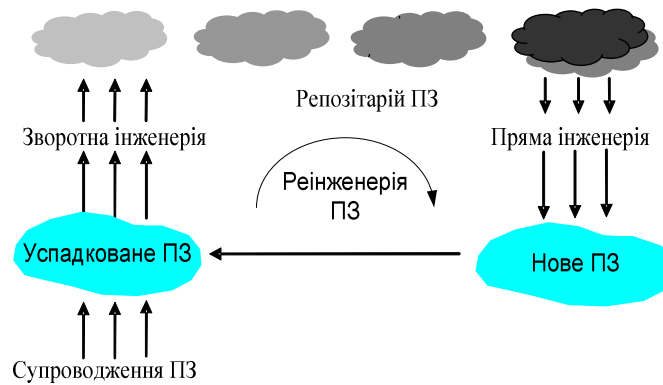 Репозітарій ПЗ
Зворотна інженерія
Пряма інженерія
Реінженерія
ПЗ
Успадковане ПЗ
Нове ПЗ
Супроводження ПЗ